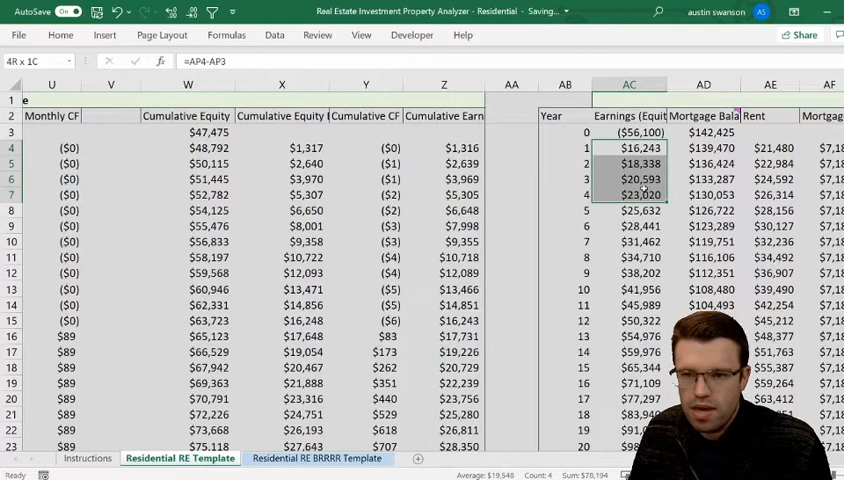 AutoSave On Real Estate Investment Property Analyzer - Residential - Saving... austin swanson AS
File Home Insert Page Layout Formulas Data Review View Developer Help Share
4R x 1C fx =AP4-AP3
U V W X Y Z AA AB AC AD AE AF
1 e
2 Monthly CF Cumulative Equity Cumulative Equity Cumulative CF Cumulative Earn Year Earnings (Equit Mortgage Bala Rent Mortgag
3 $47,475 0 ($56,100) $142,425
4 ($0) $48,792 $1,317 ($0) $1,316 1 $16,243 $139,470 $21,480 $7,18
5 ($0) $50,115 $2,640 ($1) $2,639 2 $18,338 $136,424 $22,984 $7,18
6 ($0) $51,445 $3,970 ($1) $3,969 3 $20,593 $133,287 $24,592 $7,18
7 ($0) $52,782 $5,307 ($2) $5,305 4 $23,020 $130,053 $26,314 $7,18
8 ($0) $54,125 $6,650 ($2) $6,648 5 $25,632 $126,722 $28,156 $7,18
9 ($0) $55,476 $8,001 ($3) $7,998 6 $28,441 $123,289 $30,127 $7,18
10 ($0) $56,833 $9,358 ($3) $9,355 7 $31,462 $119,751 $32,236 $7,18
11 ($0) $58,197 $10,722 ($4) $10,718 8 $34,710 $116,106 $34,492 $7,18
12 ($0) $59,568 $12,093 ($4) $12,089 9 $38,202 $112,351 $36,907 $7,18
13 ($0) $60,946 $13,471 ($5) $13,466 10 $41,956 $108,480 $39,490 $7,18
14 ($0) $62,331 $14,856 ($5) $14,851 11 $45,989 $104,493 $42,254 $7,18
15 ($0) $63,723 $16,248 ($6) $16,243 12 $50,322 $45,212 $7,18
16 $89 $65,123 $17,648 $83 $17,731 13 $54,976 $48,377 $7,18
17 $89 $66,529 $19,054 $173 $19,226 14 $59,976 $51,763 $7,18
18 $89 $67,942 $20,467 $262 $20,729 15 $65,344 $55,387 $7,18
19 $89 $69,363 $21,888 $351 $22,239 16 $71,109 $59,264 $7,18
20 $89 $70,791 $23,316 $440 $23,756 17 $77,297 $63,412 $7,18
21 $89 $72,226 $24,751 $529 $25,280 18 $83,940
22 $89 $73,668 $26,193 $618 $26,811 19
23 $89 $75,118 $27,643 $707 $28,350 20
Instructions Residential RE Template Residential RE BRRRR Template
Ready Average: $19,548 Count: 4 Sum: $78,194